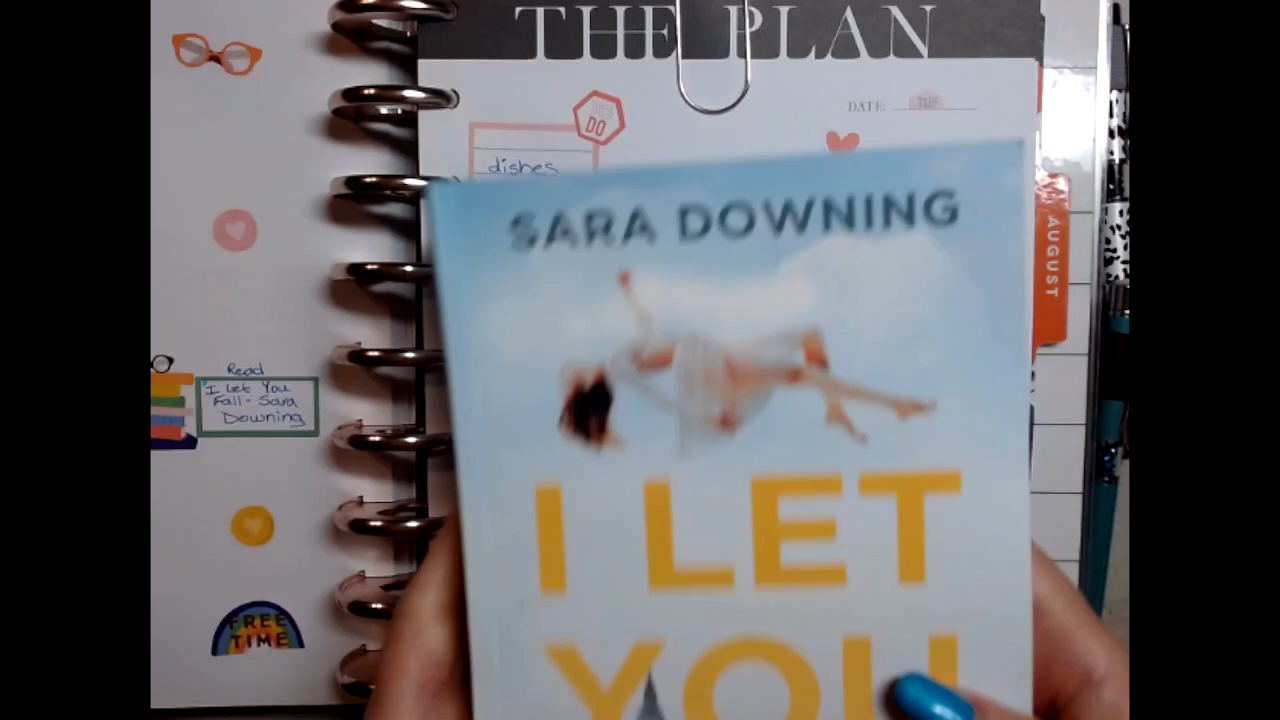 THE PLAN
DO
DATE: TUE
dishes
SARA DOWNING
I LET
YOU
AUGUST
Read
I Let You
Fall - Sara
Downing
FREE
TIME